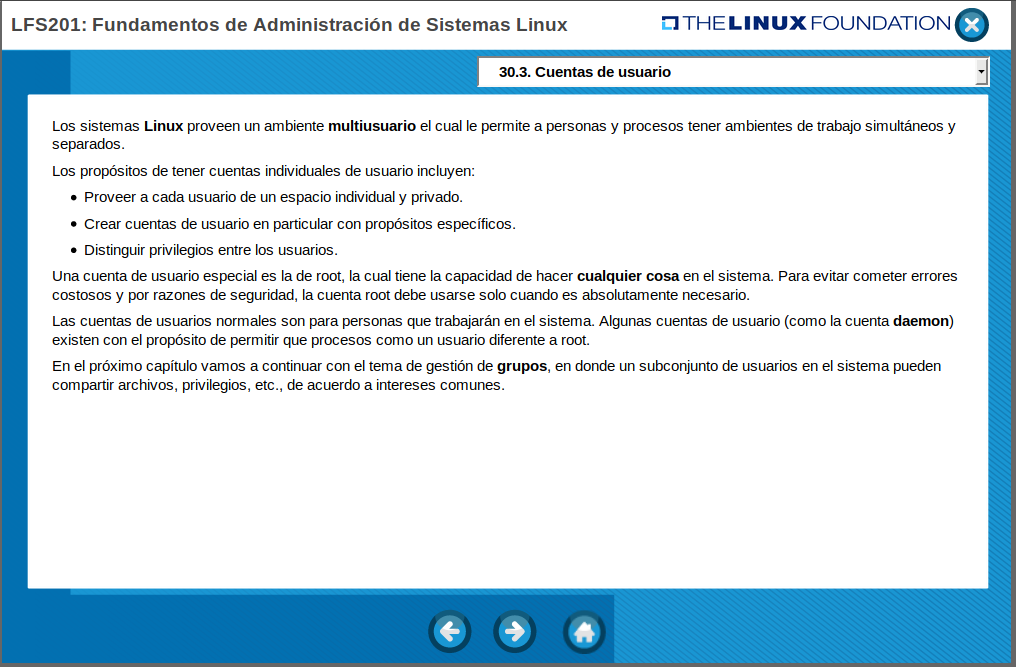 LFS201: Fundamentos de Administración de Sistemas Linux
THE LINUX FOUNDATION
30.3. Cuentas de usuario
Los sistemas Linux proveen un ambiente multiusuario el cual le permite a personas y procesos tener ambientes de trabajo simultáneos y
separados.
Los propósitos de tener cuentas individuales de usuario incluyen:
• Proveer a cada usuario de un espacio individual y privado.
• Crear cuentas de usuario en particular con propósitos específicos.
• Distinguir privilegios entre los usuarios.
Una cuenta de usuario especial es la de root, la cual tiene la capacidad de hacer cualquier cosa en el sistema. Para evitar cometer errores
costosos y por razones de seguridad, la cuenta root debe usarse solo cuando es absolutamente necesario.
Las cuentas de usuarios normales son para personas que trabajarán en el sistema. Algunas cuentas de usuario (como la cuenta daemon)
existen con el propósito de permitir que procesos como un usuario diferente a root.
En el próximo capítulo vamos a continuar con el tema de gestión de grupos, en donde un subconjunto de usuarios en el sistema pueden
compartir archivos, privilegios, etc., de acuerdo a intereses comunes.